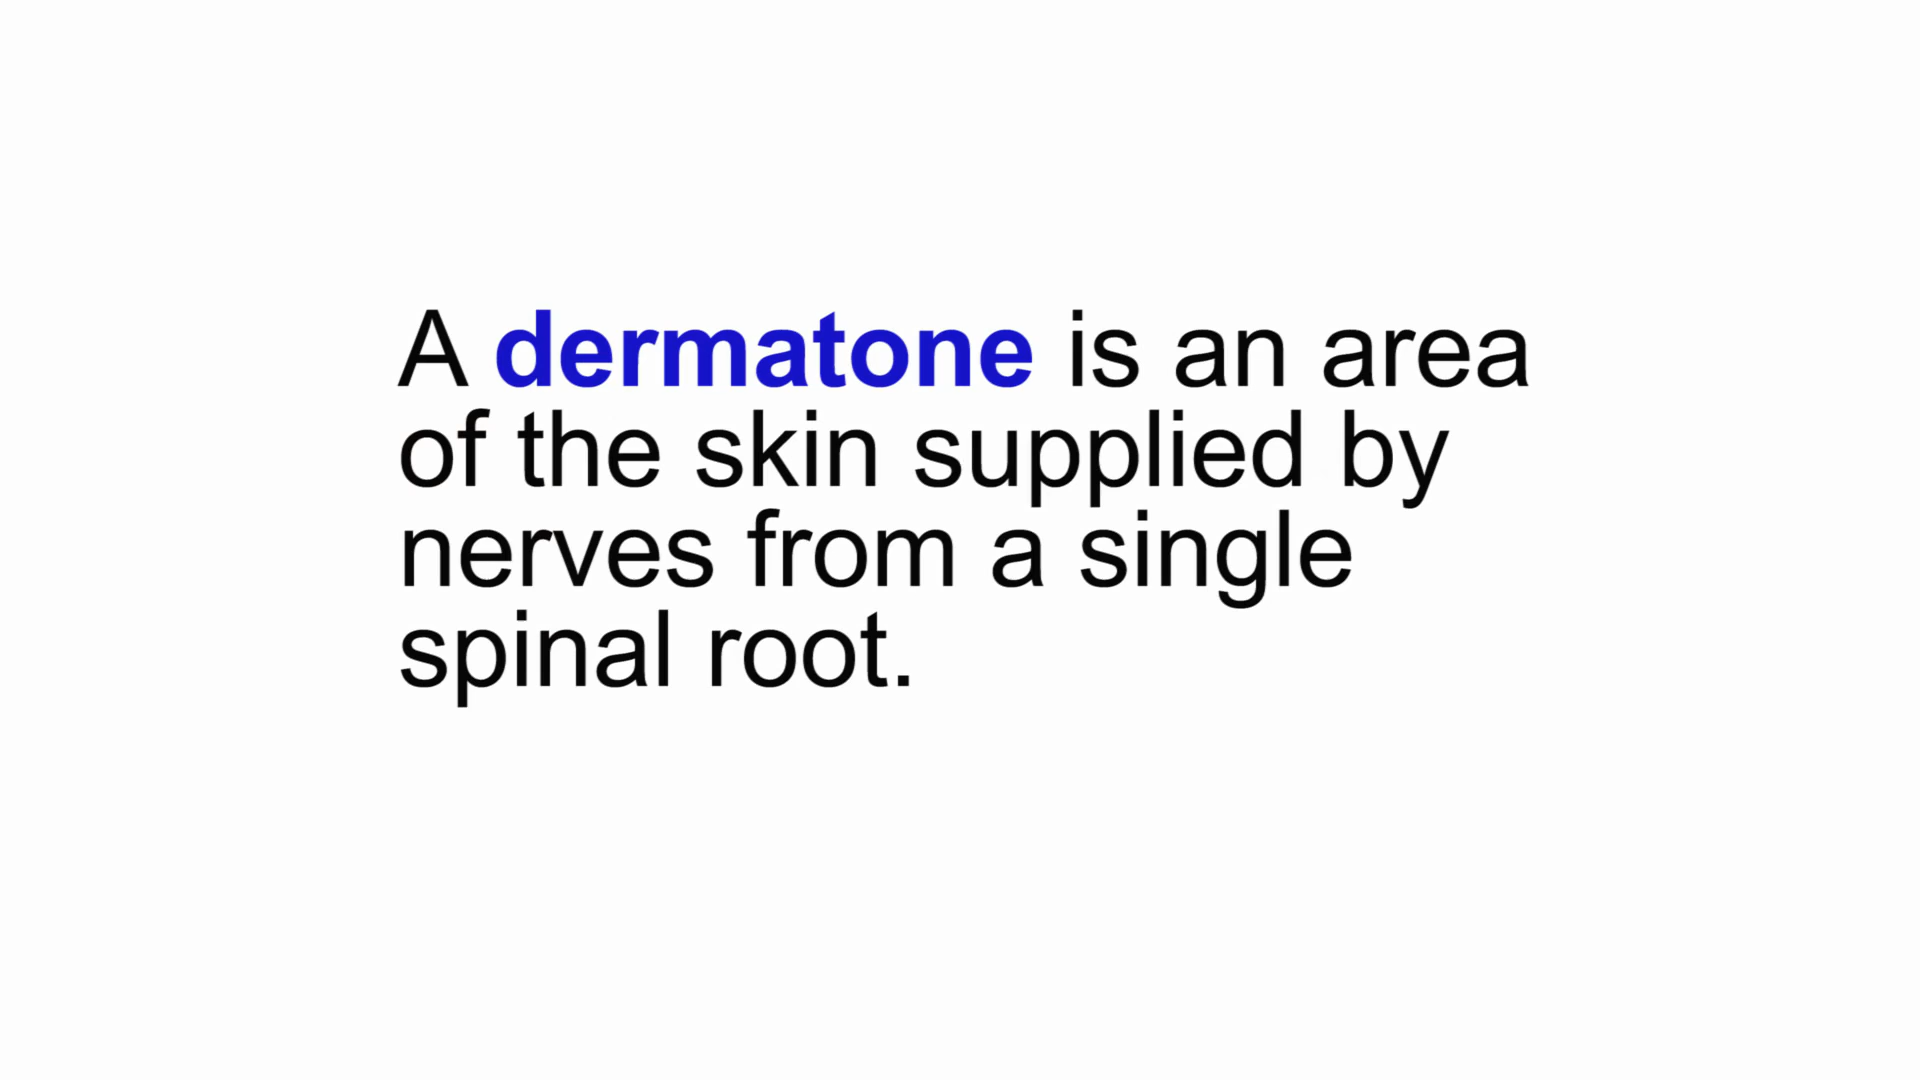 A dermatone is an area
of the skin supplied by
nerves from a single
spinal root.